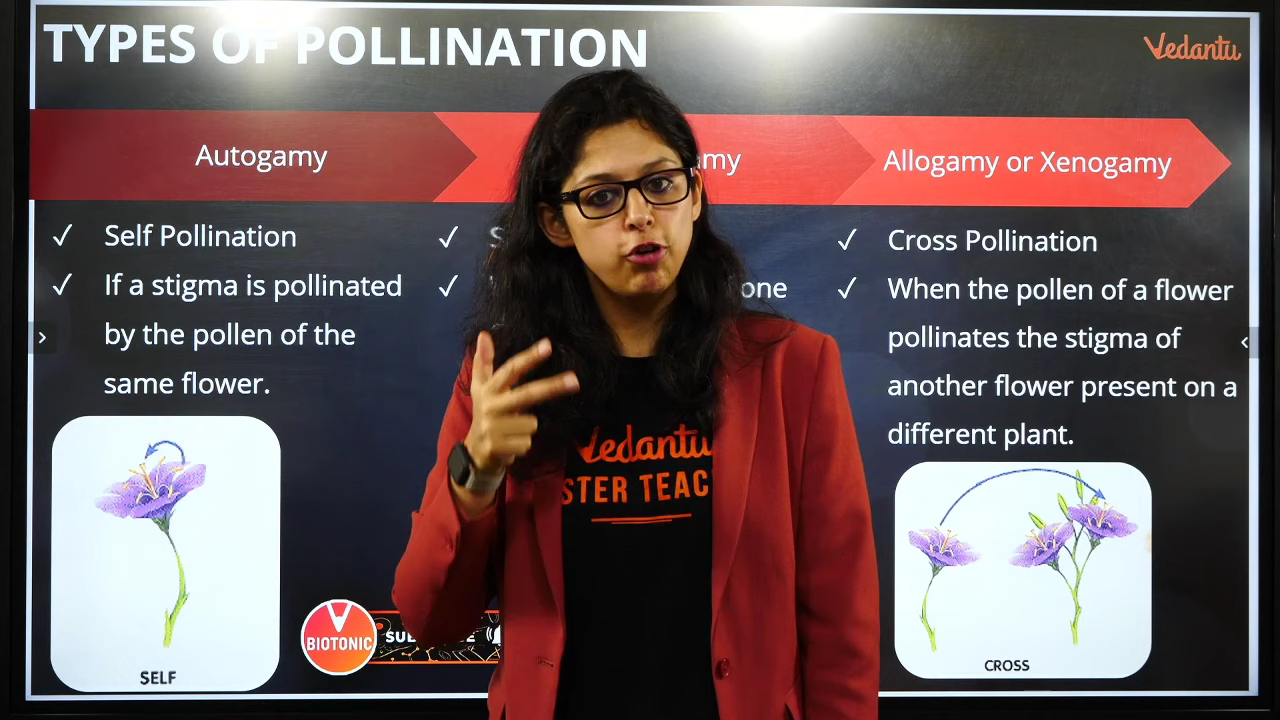 TYPES OF POLLINATION
Vedantu
Autogamy
Allogamy or Xenogamy
✓ Self Pollination
✓ If a stigma is pollinated
by the pollen of the
same flower.
SELF
✓
✓ one
✓ Cross Pollination
✓ When the pollen of a flower
pollinates the stigma of
another flower present on a
different plant.
CROSS
Vedantu
BIOTONIC